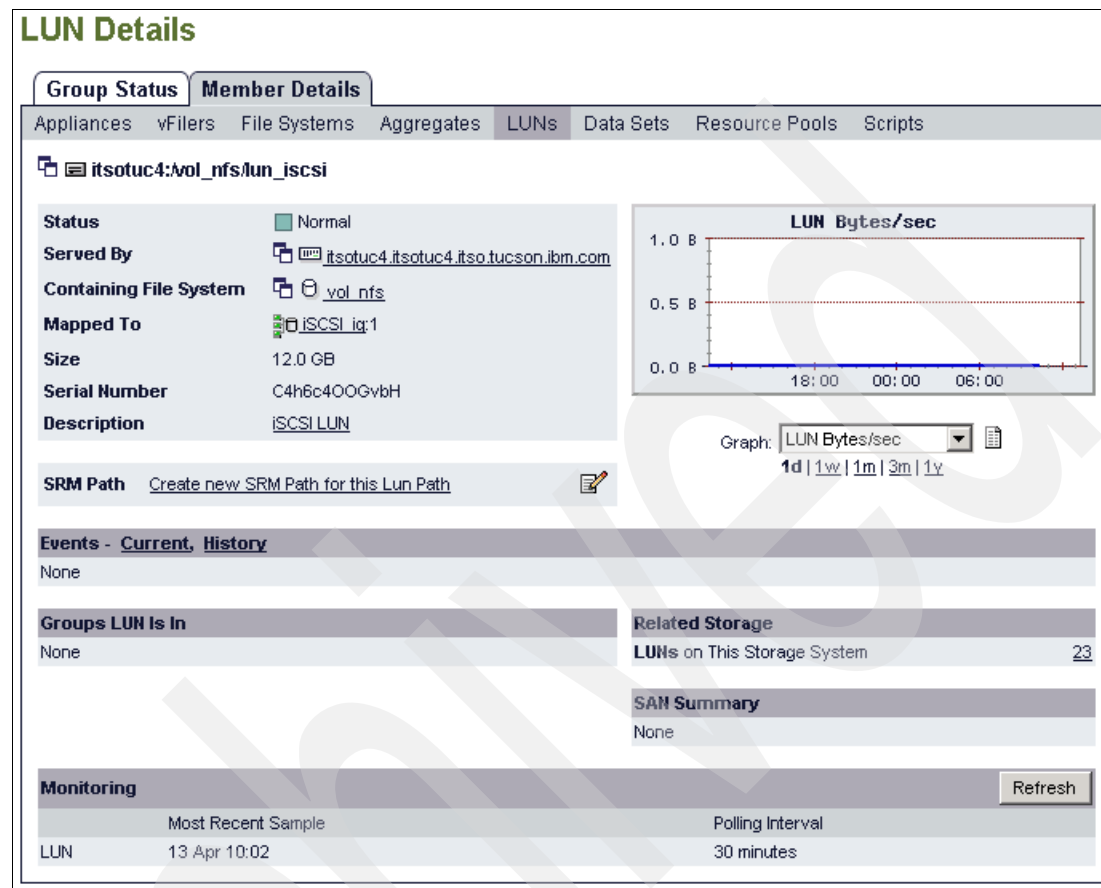 LUN Details
Group Status Member Details
Appliances vFilers File Systems Aggregates LUNs Data Sets Resource Pools Scripts
itsotuc4:/vol_nfs/lun_iscsi
Status Normal
Served By itsotuc4.itsotuc4.itso.tucson.ibm.com
Containing File System vol_nfs
Mapped To iSCSI_ig:1
Size 12.0 GB
Serial Number C4h6c4OOGvbH
Description iSCSI LUN
SRM Path Create new SRM Path for this Lun Path
LUN Bytes/sec
1.0 B
0.5 B
0.0 B
18:00 00:00 06:00
Graph: LUN Bytes/sec
1d | 1w | 1m | 3m | 1y
Events - Current, History
None
Groups LUN Is In
None
Related Storage
LUNs on This Storage System 23
SAN Summary
None
Monitoring Refresh
Most Recent Sample Polling Interval
LUN 13 Apr 10:02 30 minutes